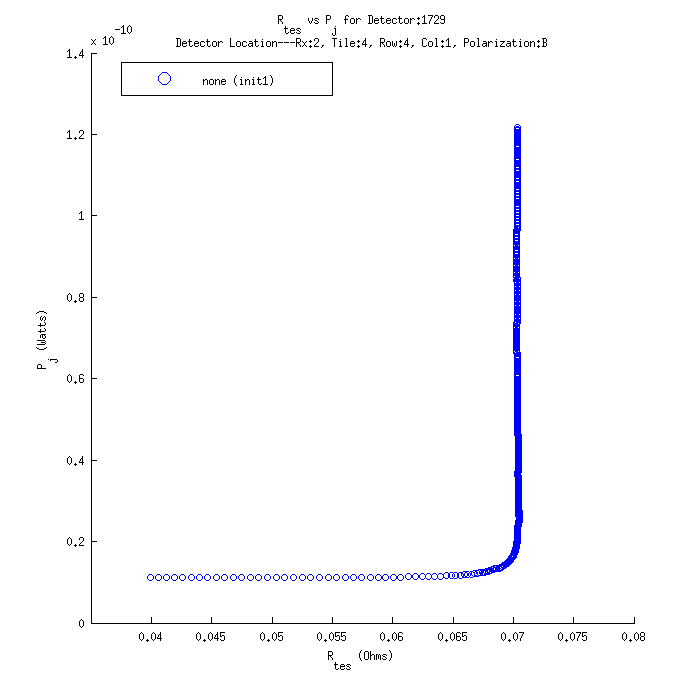 R_tes vs P_j for Detector:1729
Detector Location---Rx:2, Tile:4, Row:4, Col:1, Polarization:B
x 10^-10
none (init1)
1.4
1.2
1
0.8
0.6
0.4
0.2
0
P_j (Watts)
0.04 0.045 0.05 0.055 0.06 0.065 0.07 0.075 0.08
R_tes (Ohms)